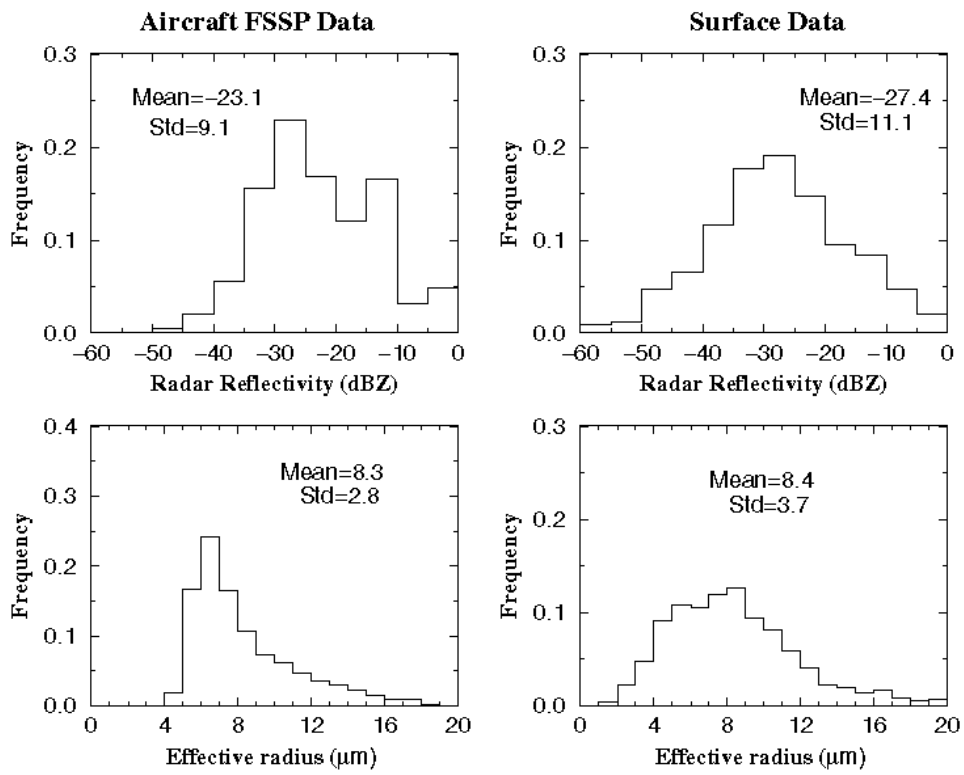 Aircraft FSSP Data
Surface Data
0.3
Mean=−23.1
Std=9.1
0.2
Frequency
0.1
0.0
−60 −50 −40 −30 −20 −10 0
Radar Reflectivity (dBZ)
0.3
Mean=−27.4
Std=11.1
0.2
Frequency
0.1
0.0
−60 −50 −40 −30 −20 −10 0
Radar Reflectivity (dBZ)
0.4
Mean=8.3
Std=2.8
0.3
Frequency
0.2
0.1
0.0
0 4 8 12 16 20
Effective radius (μm)
0.3
Mean=8.4
Std=3.7
0.2
Frequency
0.1
0.0
0 4 8 12 16 20
Effective radius (μm)